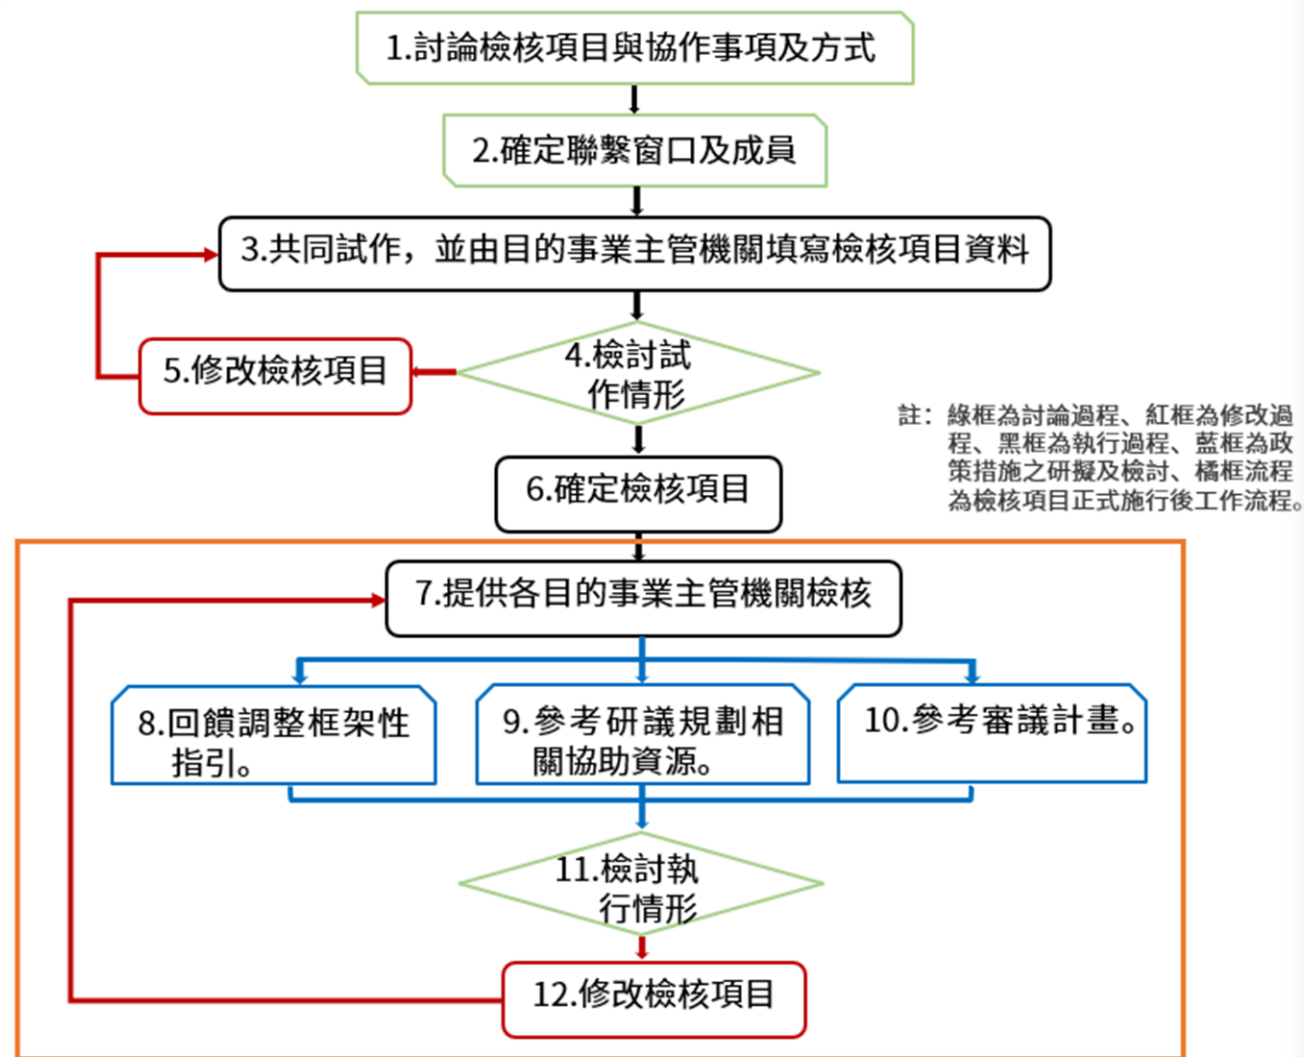 1.討論檢核項目與協作事項及方式
2.確定聯繫窗口及成員
3.共同試作，並由目的事業主管機關填寫檢核項目資料
4.檢討試
作情形
5.修改檢核項目
註：綠框為討論過程、紅框為修改過
程、黑框為執行過程、藍框為政
策措施之研擬及檢討、橘框流程
為檢核項目正式施行後工作流程。
6.確定檢核項目
7.提供各目的事業主管機關檢核
8.回饋調整框架性
指引。
9.參考研議規劃相
關協助資源。
10.參考審議計畫。
11.檢討執
行情形
12.修改檢核項目